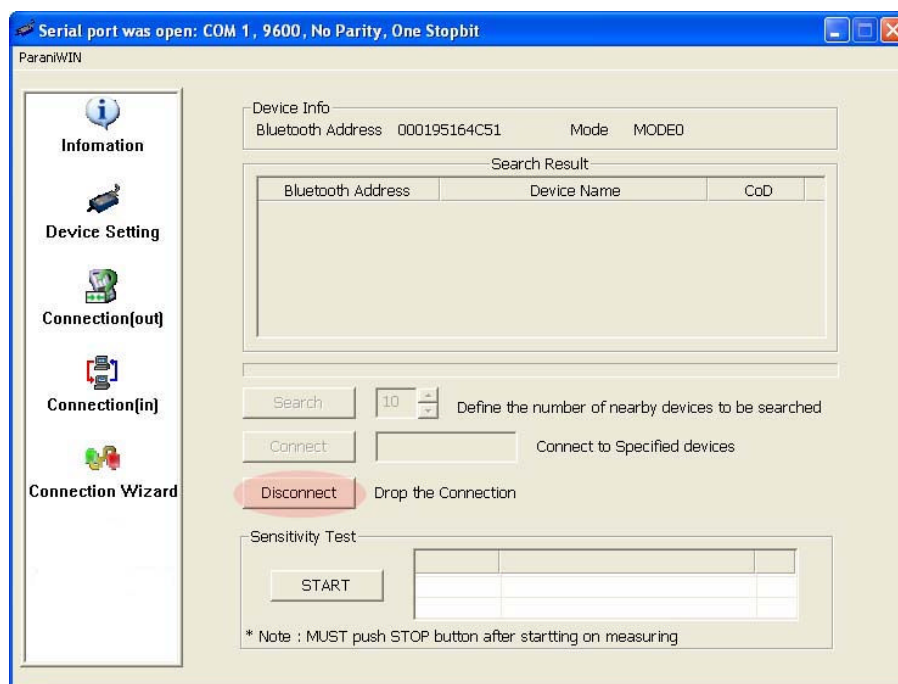 Serial port was open: COM 1, 9600, No Parity, One Stopbit
ParaniWIN
Infomation
Device Setting
Connection(out)
Connection(in)
Connection Wizard
Device Info
Bluetooth Address 000195164C51 Mode MODE0
Search Result
Bluetooth Address Device Name CoD
Search 10 Define the number of nearby devices to be searched
Connect Connect to Specified devices
Disconnect Drop the Connection
Sensitivity Test
START
* Note : MUST push STOP button after startting on measuring